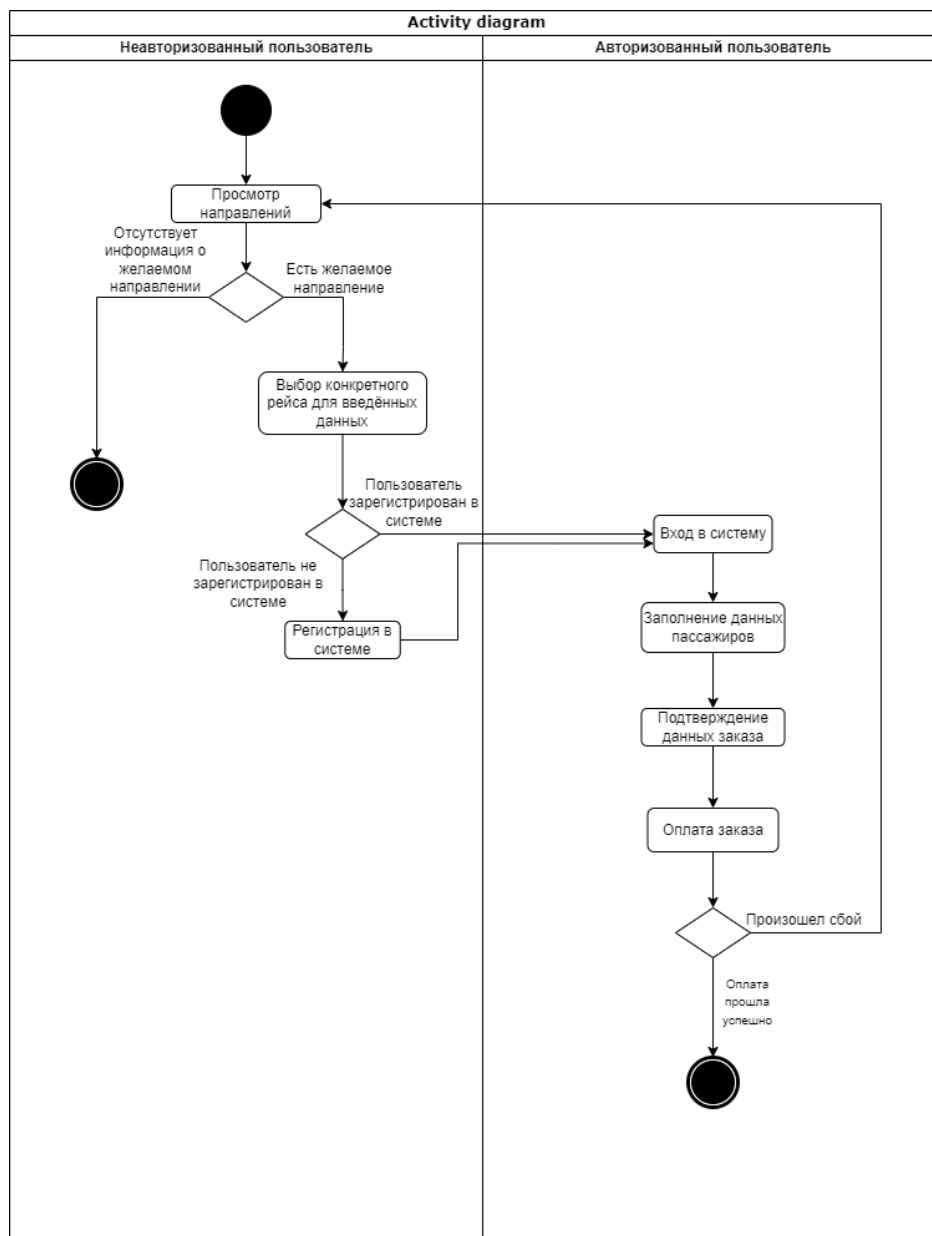 Activity diagram
Неавторизованный пользователь
Авторизованный пользователь
Просмотр
направлений
Отсутствует
информация о
желаемом
направлении
Есть желаемое
направление
Выбор конкретного
рейса для введённых
данных
Пользователь
зарегистрирован в
системе
Вход в систему
Пользователь не
зарегистрирован в
системе
Регистрация в
системе
Заполнение данных
пассажиров
Подтверждение
данных заказа
Оплата заказа
Произошел сбой
Оплата
прошла
успешно